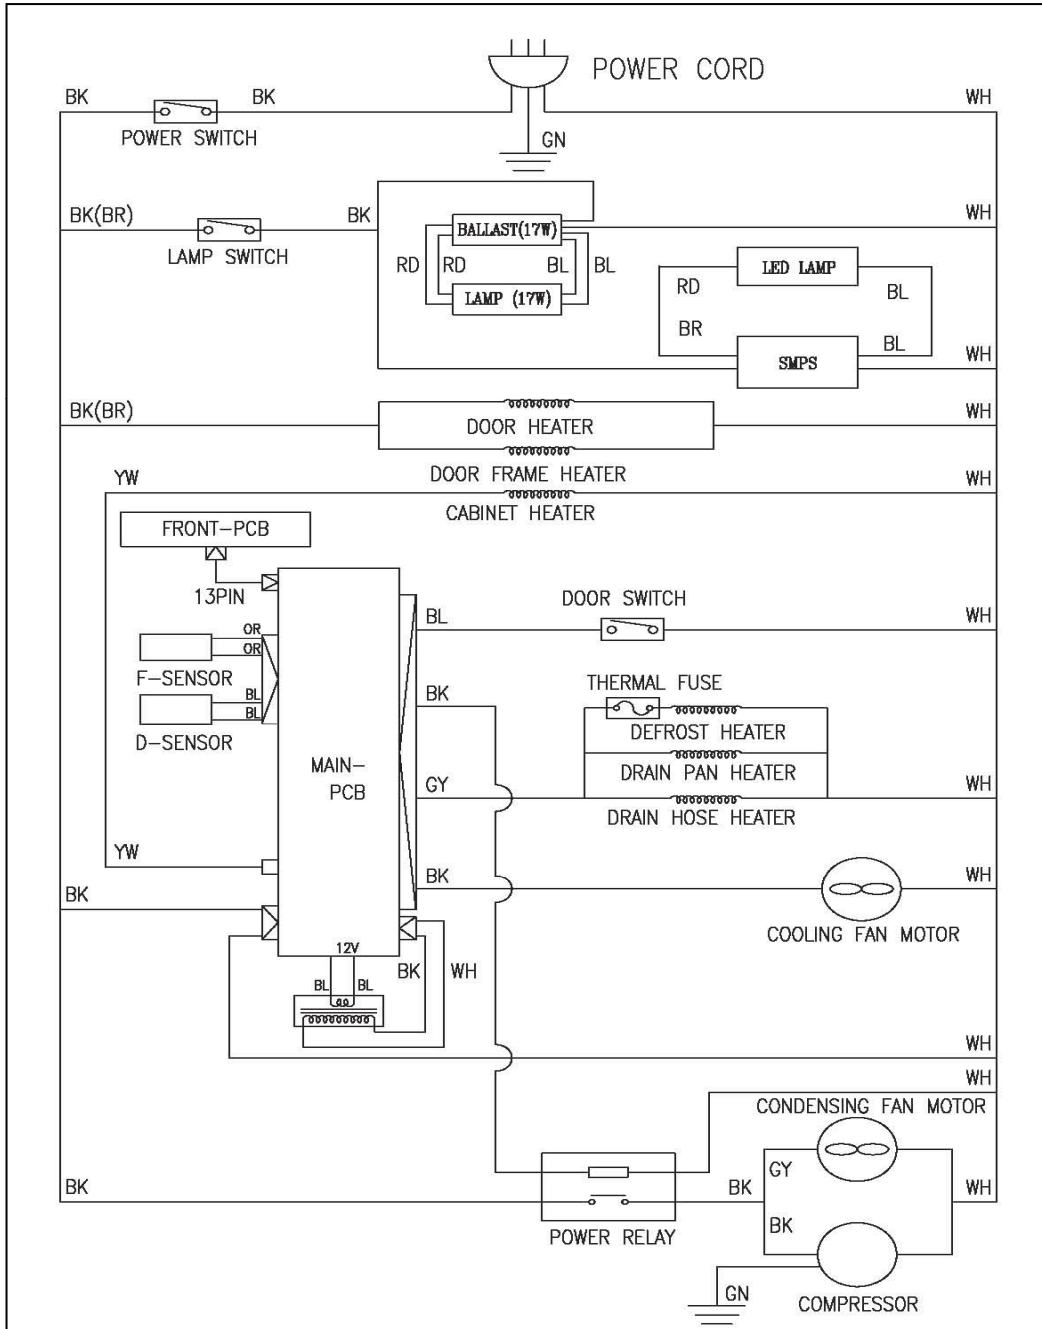 POWER CORD
BK BK WH
POWER SWITCH
GN
BK(BR) BK WH
LAMP SWITCH
BALLAST(17W)
RD RD BL BL
LAMP (17W)
LED LAMP
RD BL
BR BL
SMPS
WH
BK(BR) WH
DOOR HEATER
DOOR FRAME HEATER
YW WH
CABINET HEATER
FRONT-PCB
13PIN
DOOR SWITCH
BL WH
OR
OR
F-SENSOR
BL
BL
D-SENSOR
MAIN-
PCB
THERMAL FUSE
BK
DEFROST HEATER
DRAIN PAN HEATER
GY WH
DRAIN HOSE HEATER
YW
BK WH
BK
COOLING FAN MOTOR
12V
BL BL
BK WH
WH
WH
CONDENSING FAN MOTOR
GY
BK BK WH
BK
POWER RELAY
GN
COMPRESSOR